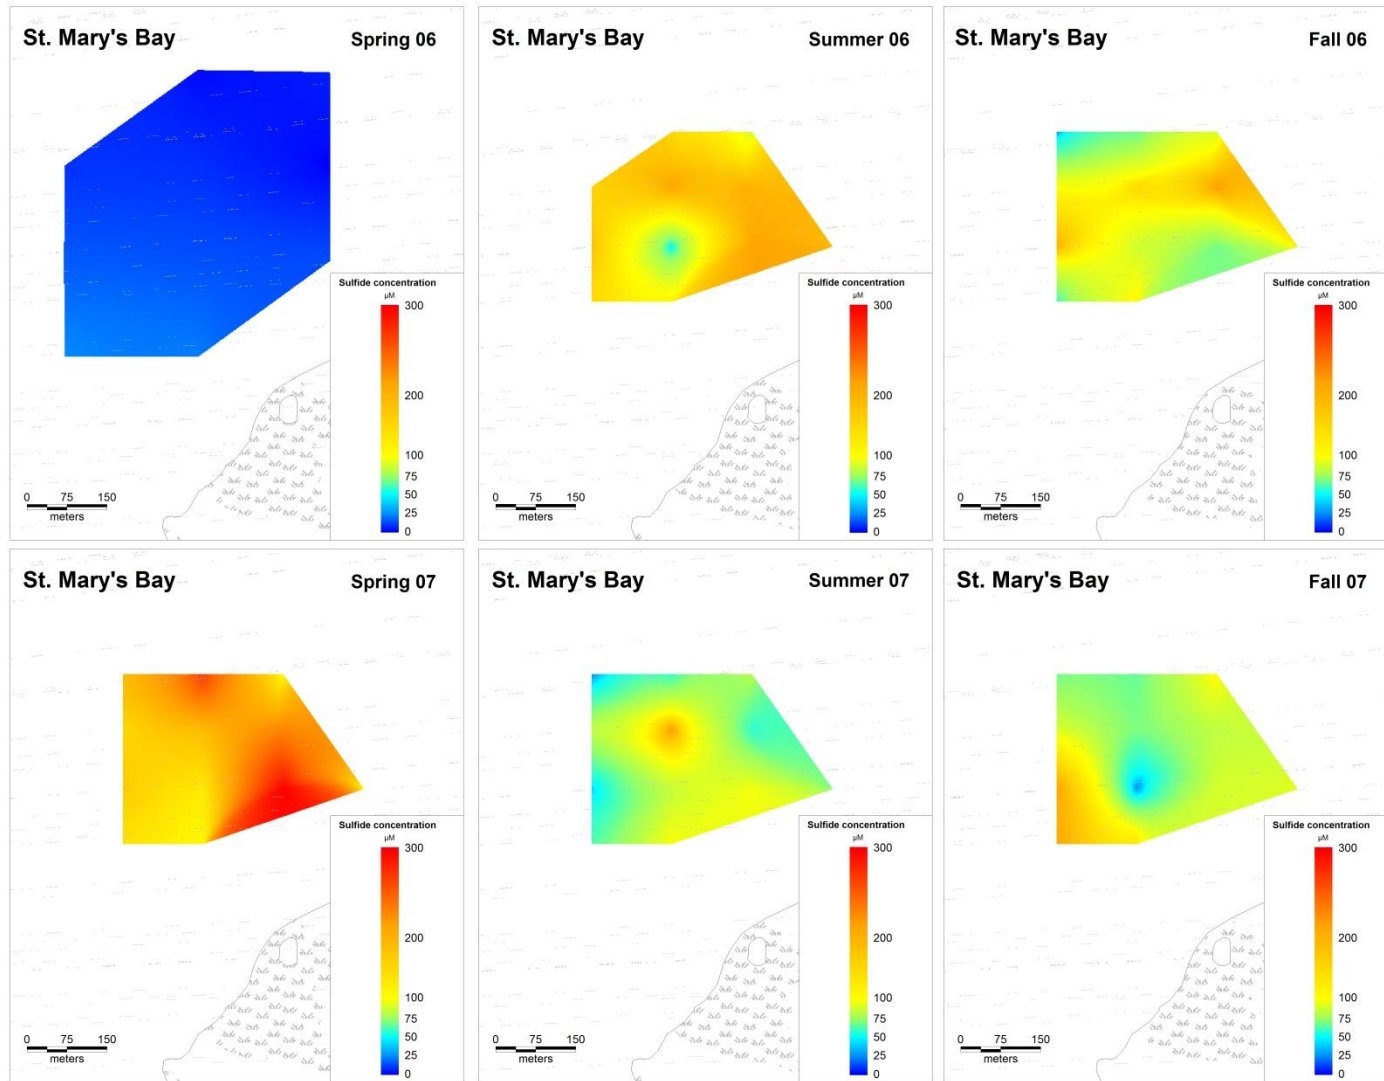 St. Mary's Bay Spring 06
Sulfide concentration
µM
300
200
100
75
50
25
0
0 75 150
meters
St. Mary's Bay Summer 06
Sulfide concentration
µM
300
200
100
75
50
25
0
0 75 150
meters
St. Mary's Bay Fall 06
Sulfide concentration
µM
300
200
100
75
50
25
0
0 75 150
meters
St. Mary's Bay Spring 07
Sulfide concentration
µM
300
200
100
75
50
25
0
0 75 150
meters
St. Mary's Bay Summer 07
Sulfide concentration
µM
300
200
100
75
50
25
0
0 75 150
meters
St. Mary's Bay Fall 07
Sulfide concentration
µM
300
200
100
75
50
25
0
0 75 150
meters